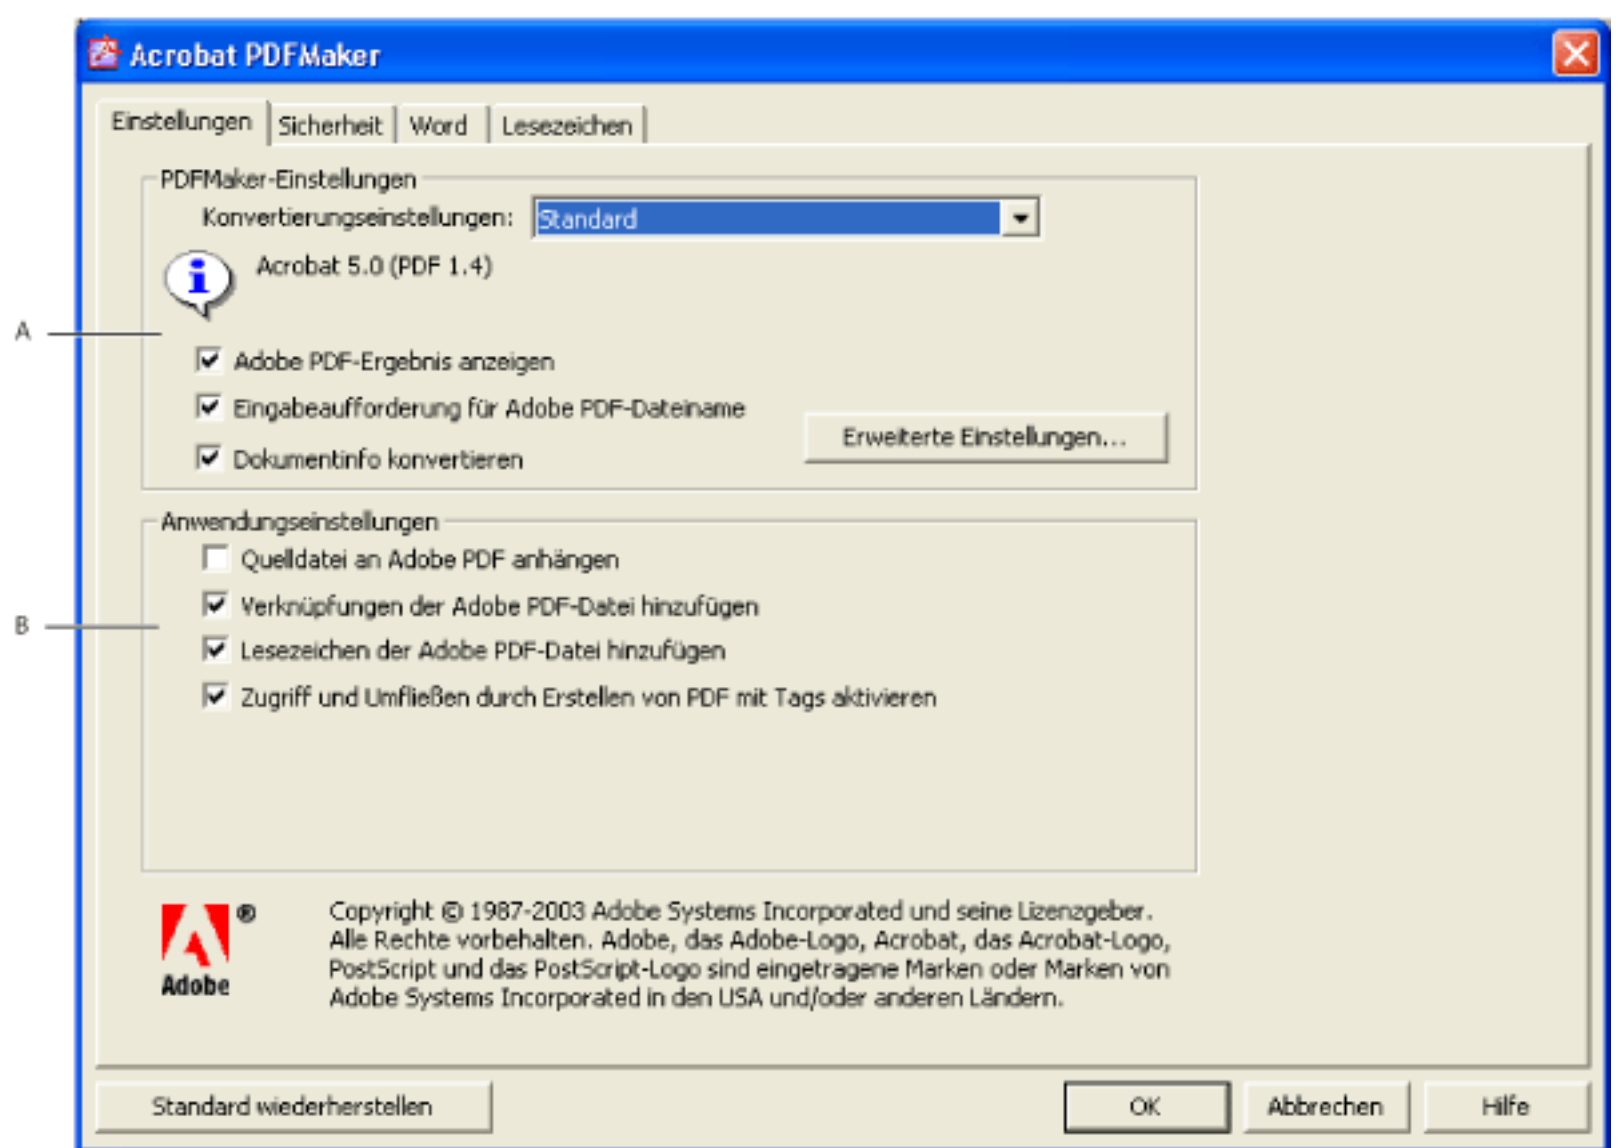 Acrobat PDFMaker
Einstellungen Sicherheit Word Lesezeichen
PDFMaker-Einstellungen
Konvertierungseinstellungen: Standard
Acrobat 5.0 (PDF 1.4)
A
Adobe PDF-Ergebnis anzeigen
Eingabeaufforderung für Adobe PDF-Dateiname
Erweiterte Einstellungen...
Dokumentinfo konvertieren
Anwendungseinstellungen
Quelldatei an Adobe PDF anhängen
Verknüpfungen der Adobe PDF-Datei hinzufügen
B
Lesezeichen der Adobe PDF-Datei hinzufügen
Zugriff und Umfließen durch Erstellen von PDF mit Tags aktivieren
Adobe ®
Copyright © 1987-2003 Adobe Systems Incorporated und seine Lizenzgeber.
Alle Rechte vorbehalten. Adobe, das Adobe-Logo, Acrobat, das Acrobat-Logo,
PostScript und das PostScript-Logo sind eingetragene Marken oder Marken von
Adobe Systems Incorporated in den USA und/oder anderen Ländern.
Standard wiederherstellen OK Abbrechen Hilfe